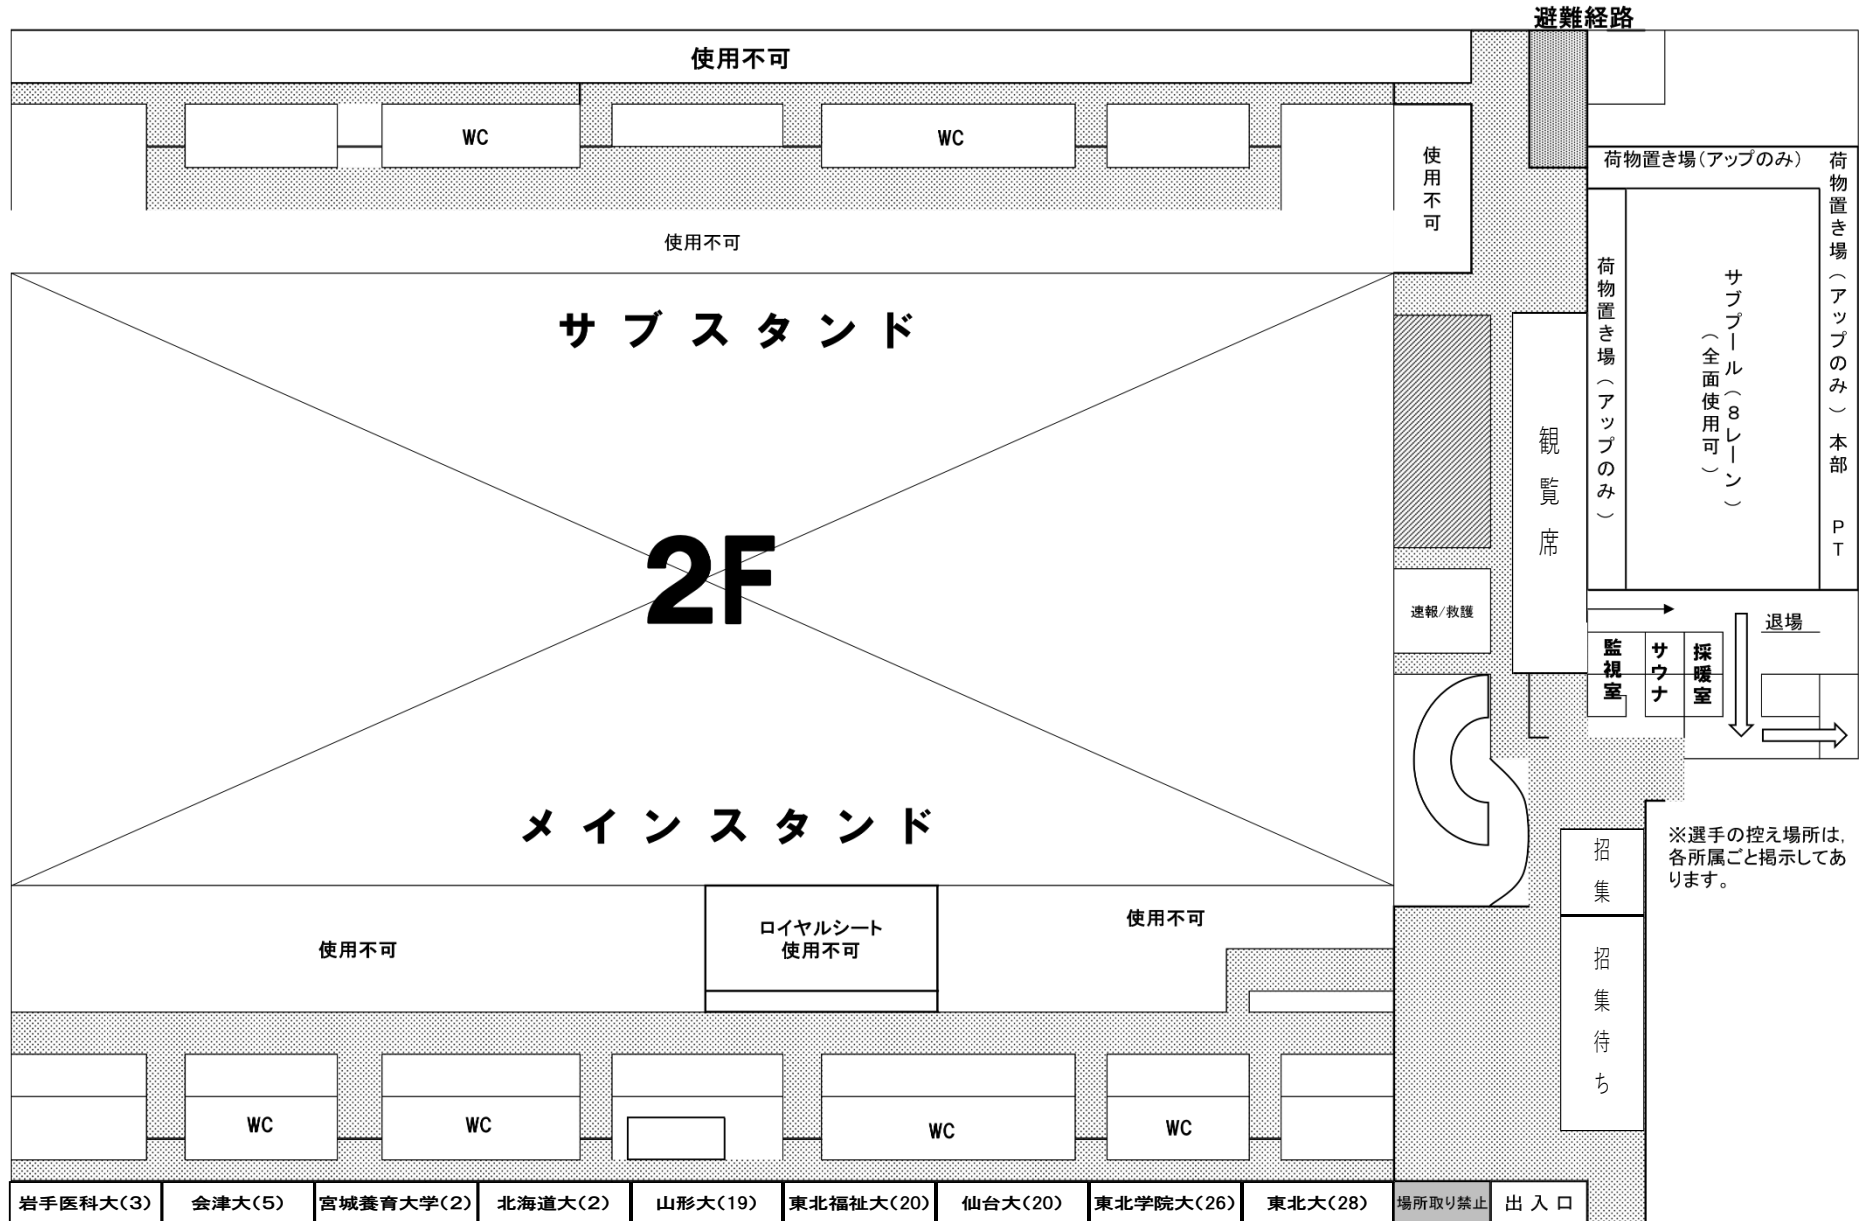 避難経路
使用不可
WC
WC
使用不可
荷物置き場(アップのみ)
荷物置き場(アップのみ) 本部 PT
使用不可
荷物置き場(アップのみ)
サブプール(8レーン)
(全面使用可)
サブスタンド
観覧席
2F
速報/救護
退場
監視室
サウナ
採暖室
メインスタンド
※選手の控え場所は,
各所属ごと掲示してあ
ります。
招集
ロイヤルシート
使用不可
使用不可
使用不可
招集待ち
WC
WC
WC
WC
岩手医科大(3)
会津大(5)
宮城養育大学(2)
北海道大(2)
山形大(19)
東北福祉大(20)
仙台大(20)
東北学院大(26)
東北大(28)
場所取り禁止
出入口